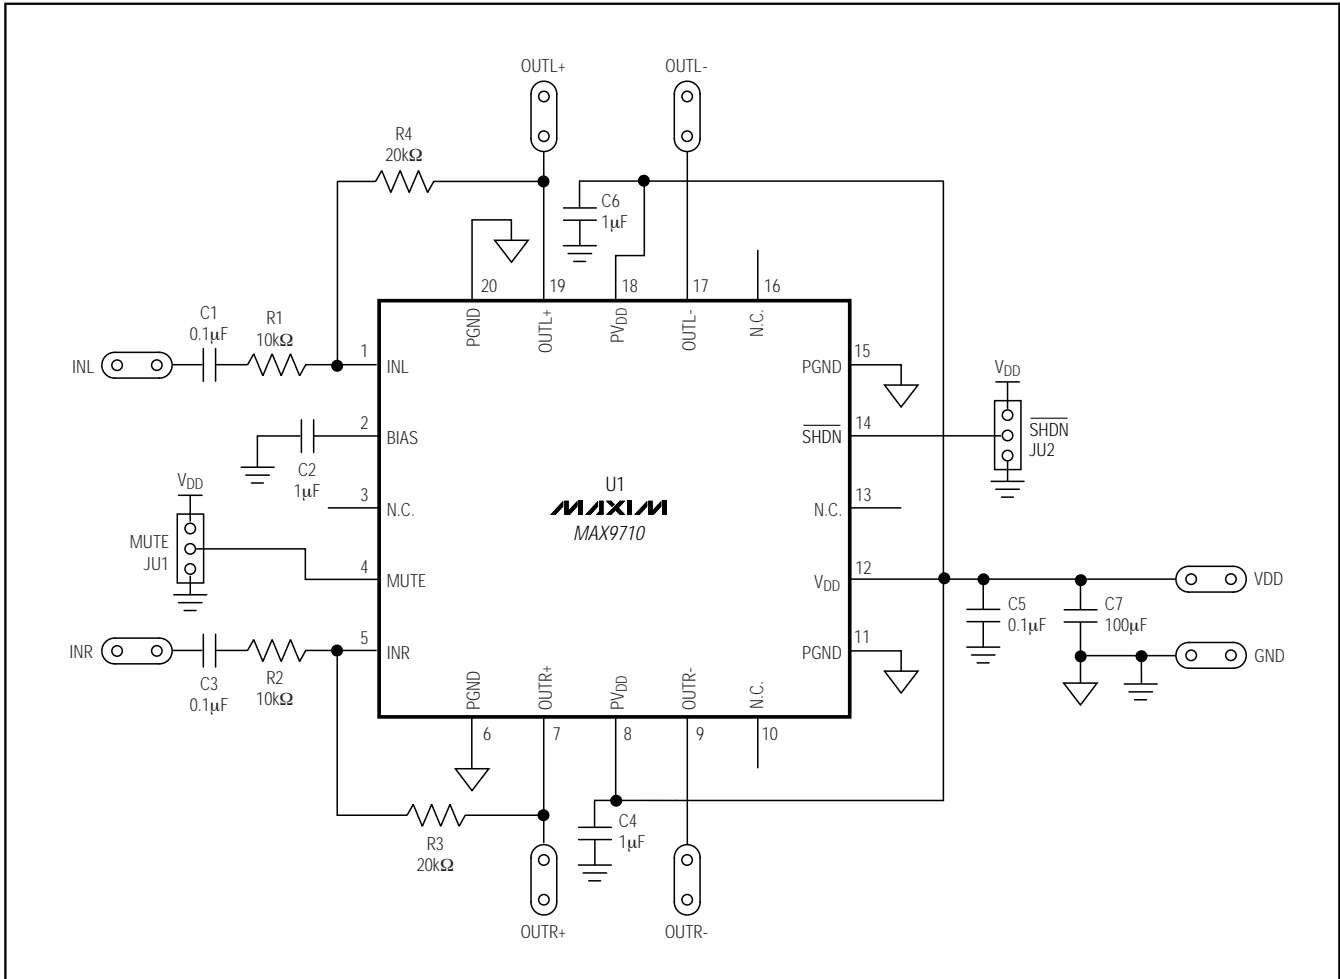 OUTL+
OUTL-
R4
20kΩ
C6
1µF
20
19
18
17
16
PGND
OUTL+
PVDD
OUTL-
N.C.
C1
0.1µF
R1
10kΩ
INL
1
INL
15
PGND
VDD
2
BIAS
14
SHDN
SHDN
JU2
C2
1µF
VDD
3
N.C.
U1
MAXIM
MAX9710
13
N.C.
MUTE
JU1
4
MUTE
12
VDD
VDD
C5
0.1µF
C7
100µF
INR
5
INR
11
PGND
GND
C3
0.1µF
R2
10kΩ
PGND
OUTR+
PVDD
OUTR-
N.C.
6
7
8
9
10
R3
20kΩ
C4
1µF
OUTR+
OUTR-